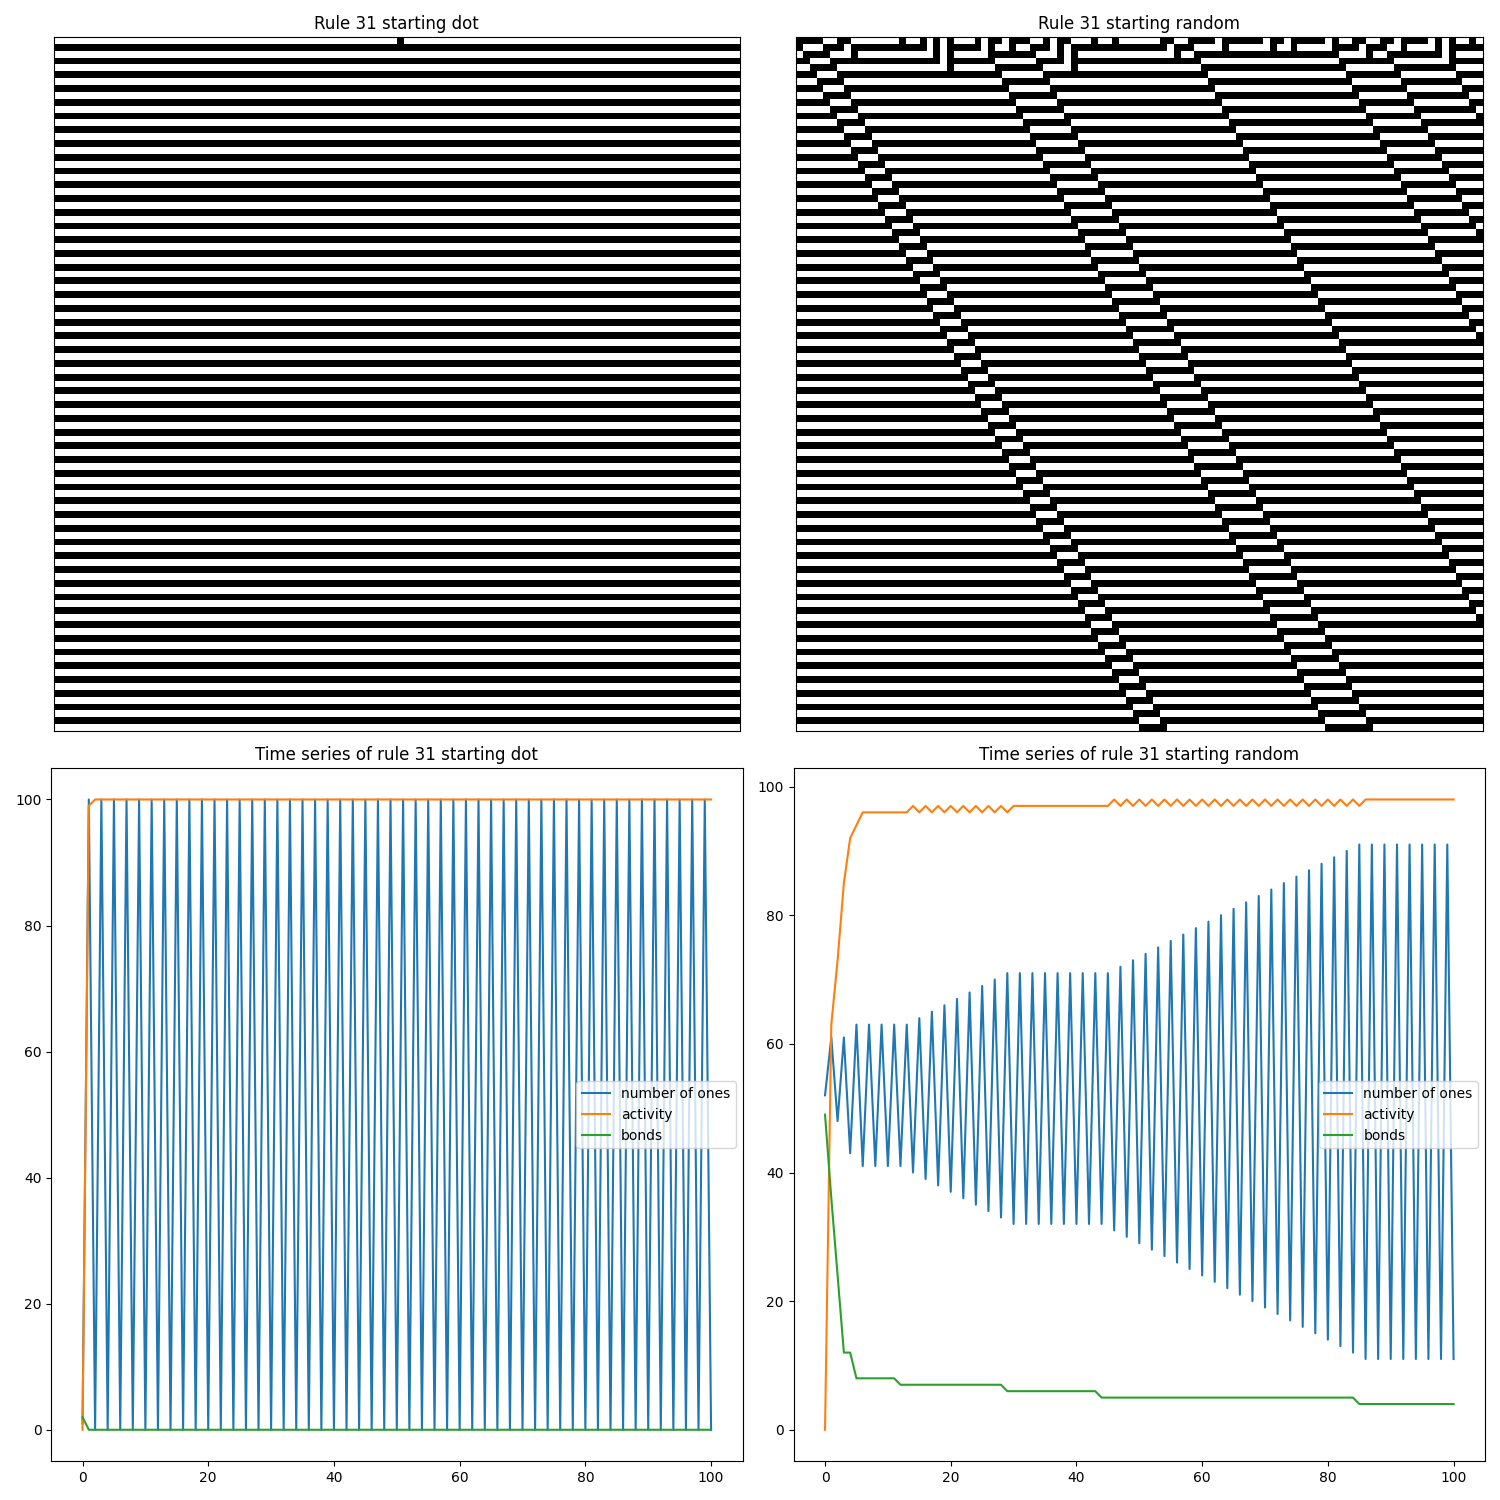 Rule 31 starting dot
Rule 31 starting random
Time series of rule 31 starting dot
100
80
60
40
20
0
0 20 40 60 80 100
number of ones
activity
bonds
Time series of rule 31 starting random
100
80
60
40
20
0
0 20 40 60 80 100
number of ones
activity
bonds